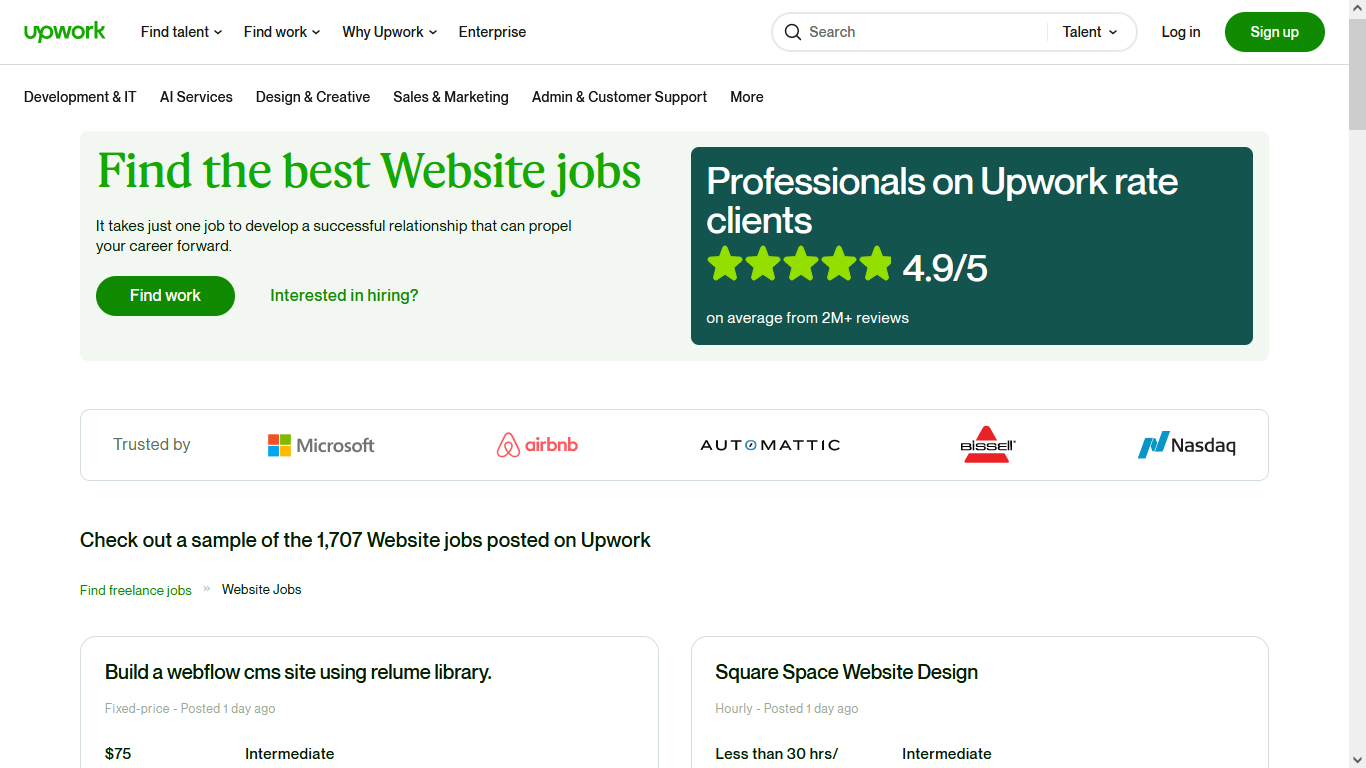 upwork Find talent Find work Why Upwork Enterprise Search Talent Log in Sign up
Development & IT AI Services Design & Creative Sales & Marketing Admin & Customer Support More
Find the best Website jobs
It takes just one job to develop a successful relationship that can propel
your career forward.
Find work Interested in hiring?
Professionals on Upwork rate
clients
4.9/5
on average from 2M+ reviews
Trusted by Microsoft airbnb AUTOMATTIC BISSELL Nasdaq
Check out a sample of the 1,707 Website jobs posted on Upwork
Find freelance jobs » Website Jobs
Build a webflow cms site using relume library.
Fixed-price - Posted 1 day ago
$75 Intermediate
Square Space Website Design
Hourly - Posted 1 day ago
Less than 30 hrs/ Intermediate